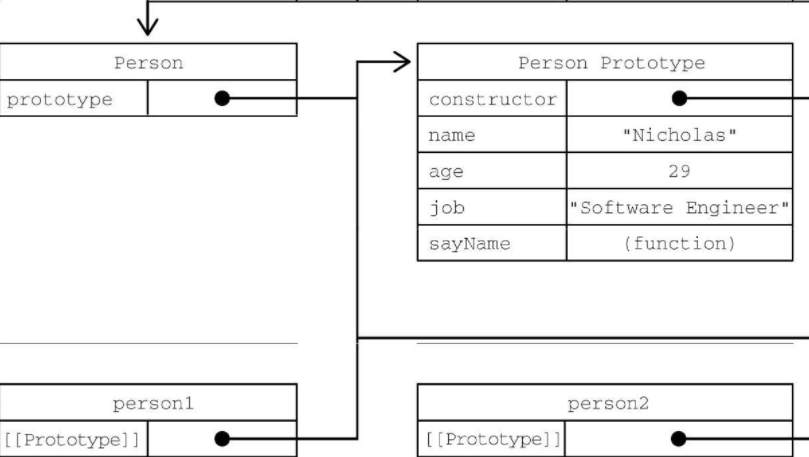 Person
prototype
Person Prototype
constructor
name "Nicholas"
age 29
job "Software Engineer"
sayName (function)
person1
[[Prototype]]
person2
[[Prototype]]